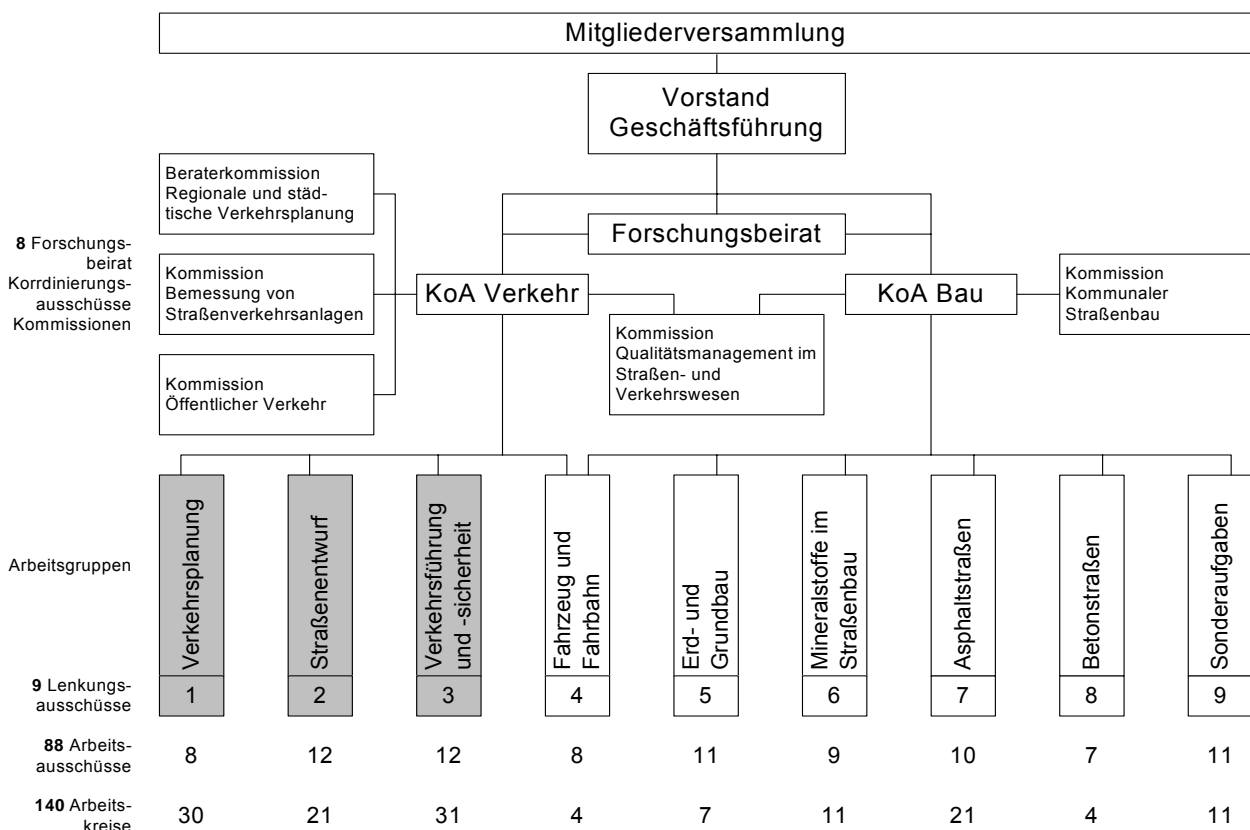 Mitgliederversammlung
Vorstand
Geschäftsführung
Beraterkommission
Regionale und städ-
tische Verkehrsplanung
Forschungsbeirat
8 Forschungs-
beirat
Korrdinierungs-
ausschüsse
Kommissionen
Kommission
Bemessung von
Straßenverkehrsanlagen
KoA Verkehr
KoA Bau
Kommission
Kommunaler
Straßenbau
Kommission
Qualitätsmanagement im
Straßen- und
Verkehrswesen
Kommission
Öffentlicher Verkehr
Arbeitsgruppen
Verkehrsplanung
Straßenentwurf
Verkehrsführung
und -sicherheit
Fahrzeug und
Fahrbahn
Erd- und
Grundbau
Mineralstoffe im
Straßenbau
Asphaltstraßen
Betonstraßen
Sonderaufgaben
9 Lenkungs-
ausschüsse
1 2 3 4 5 6 7 8 9
88 Arbeits-
ausschüsse
8 12 12 8 11 9 10 7 11
140 Arbeits-
kreise
30 21 31 4 7 11 21 4 11